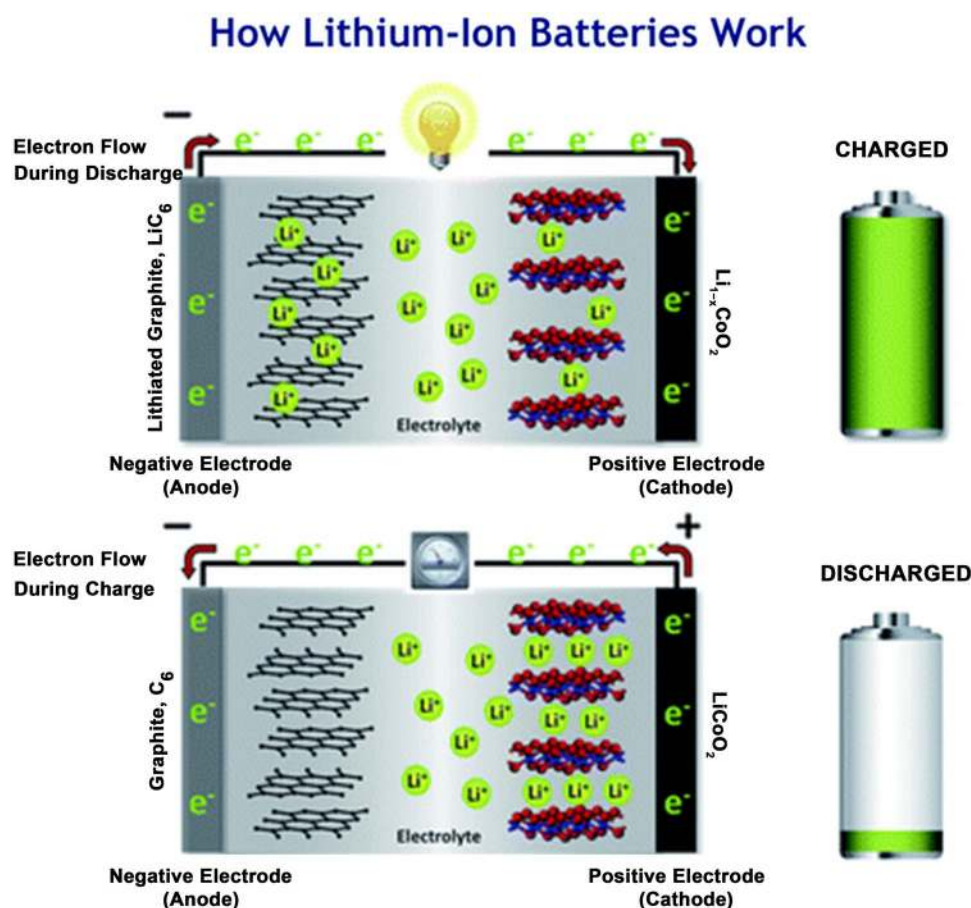 How Lithium-Ion Batteries Work
−
Electron Flow
During Discharge
e⁻ e⁻ e⁻ e⁻ e⁻ e⁻
CHARGED
Lithiated Graphite, LiC₆
e⁻
e⁻
e⁻
Li⁺
Li⁺
Li⁺
Li⁺
Li⁺
Li⁺ Li⁺
Li⁺
Li⁺
Li⁺
Li⁺
Li⁺
Electrolyte
Li⁺
Li⁺
Li⁺
e⁻
e⁻
e⁻
Li₁₋ₓCoO₂
Negative Electrode
(Anode)
Positive Electrode
(Cathode)
− +
Electron Flow
During Charge
e⁻ e⁻ e⁻ e⁻ e⁻ e⁻
DISCHARGED
Graphite, C₆
e⁻
e⁻
e⁻
Li⁺
Li⁺
Li⁺
Li⁺
Li⁺
Li⁺
Li⁺
Electrolyte
Li⁺ Li⁺ Li⁺
Li⁺ Li⁺
Li⁺ Li⁺ Li⁺
e⁻
e⁻
e⁻
LiCoO₂
Negative Electrode
(Anode)
Positive Electrode
(Cathode)